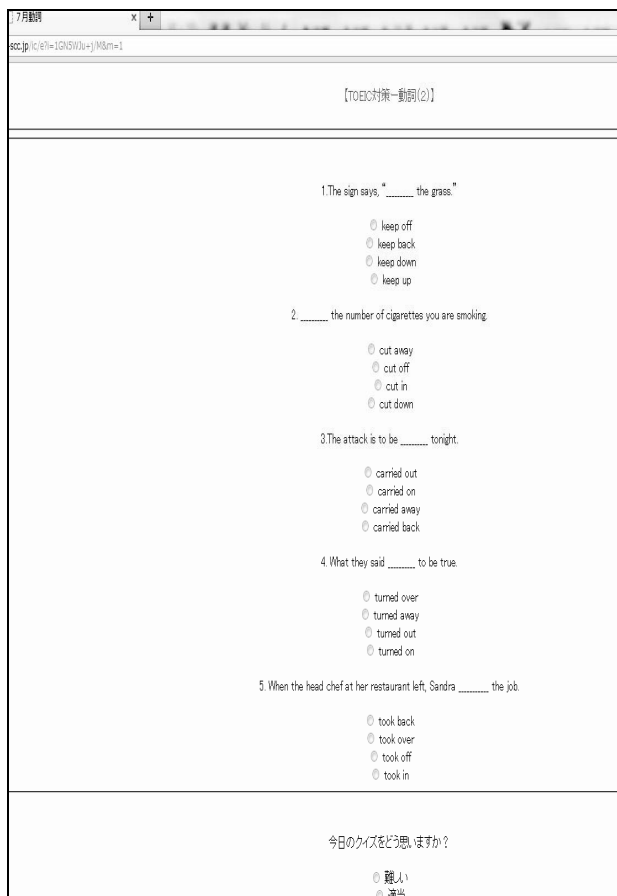 7月動詞 x +
-scc.jp/ic/e?i=1GN5WJu+j/M&m=1
【TOEIC対策ー動詞(2)】
1.The sign says, “_______ the grass.”
keep off
keep back
keep down
keep up
2. _______ the number of cigarettes you are smoking.
cut away
cut off
cut in
cut down
3.The attack is to be _______ tonight.
carried out
carried on
carried away
carried back
4. What they said _______ to be true.
turned over
turned away
turned out
turned on
5. When the head chef at her restaurant left, Sandra ________ the job.
took back
took over
took off
took in
今日のクイズをどう思いますか？
難しい
適当